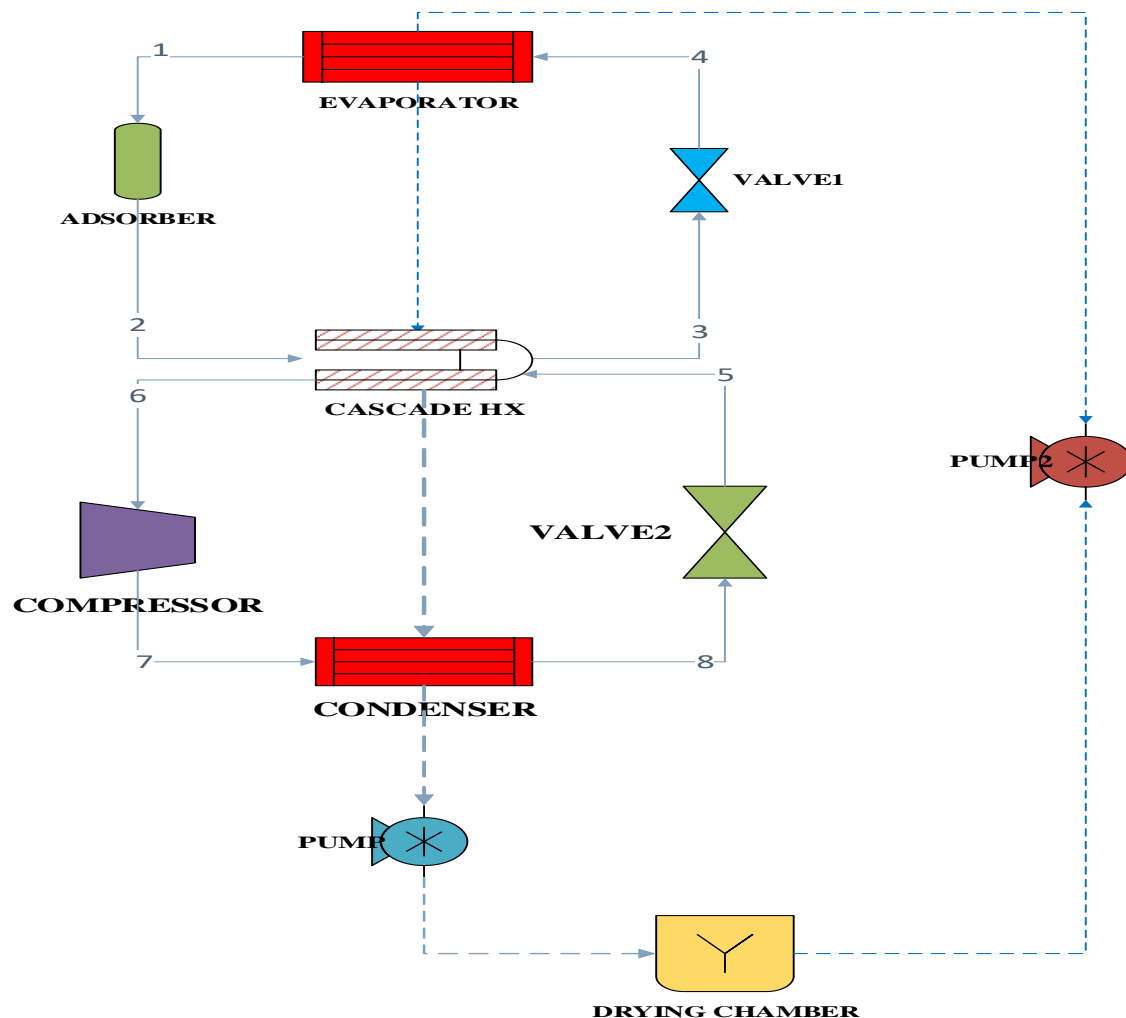 1
4
EVAPORATOR
VALVE1
ADSORBER
2
3
5
6
CASCADE HX
PUMP2
VALVE2
COMPRESSOR
7
8
CONDENSER
PUMP
DRYING CHAMBER